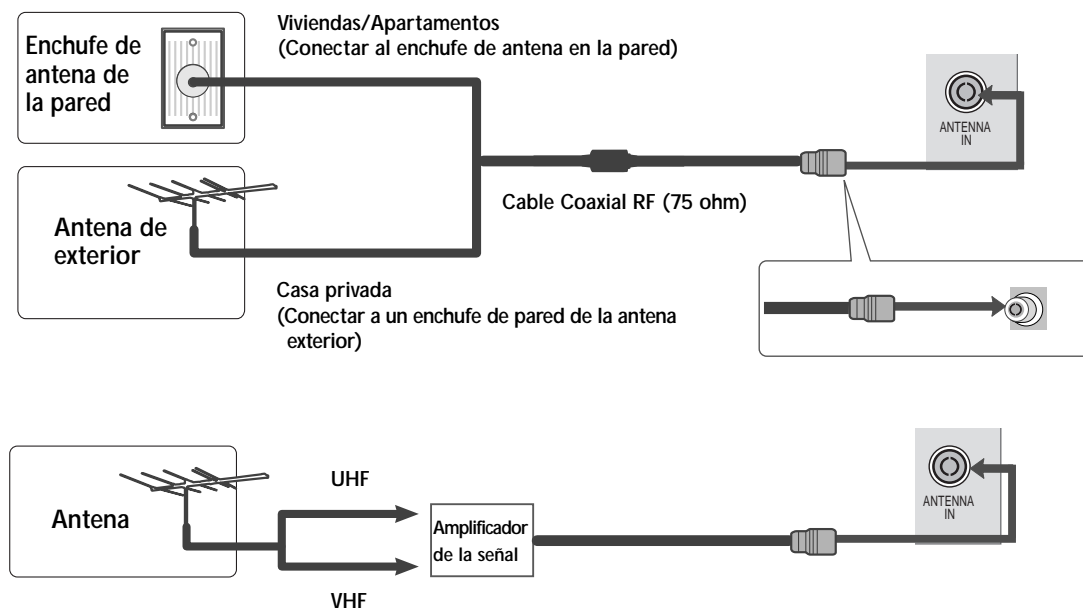 Viviendas/Apartamentos
(Conectar al enchufe de antena en la pared)
Enchufe de
antena de
la pared
ANTENNA
IN
Cable Coaxial RF (75 ohm)
Antena de
exterior
Casa privada
(Conectar a un enchufe de pared de la antena
exterior)
UHF
Antena
Amplificador
de la señal
VHF
ANTENNA
IN